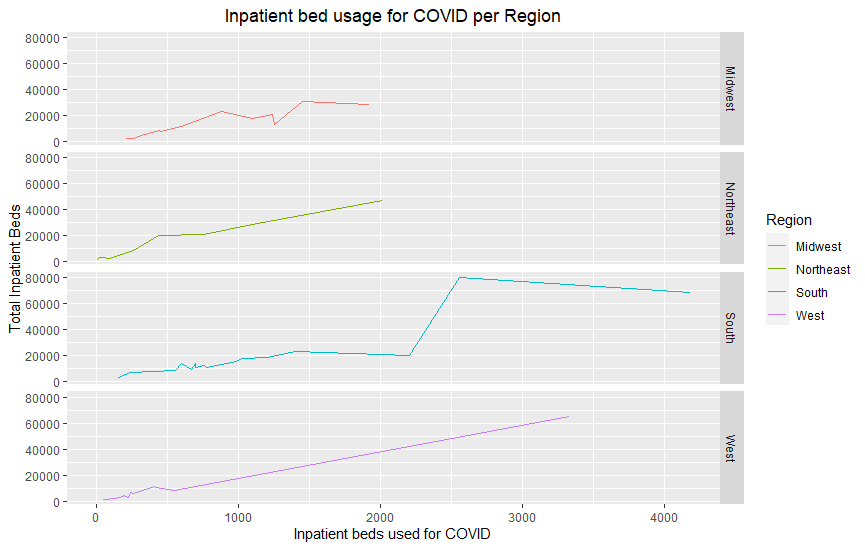 Inpatient bed usage for COVID per Region
Total Inpatient Beds
80000
60000
40000
20000
0
Midwest
80000
60000
40000
20000
0
Northeast
80000
60000
40000
20000
0
South
80000
60000
40000
20000
0
West
0 1000 2000 3000 4000
Inpatient beds used for COVID
Region
Midwest
Northeast
South
West